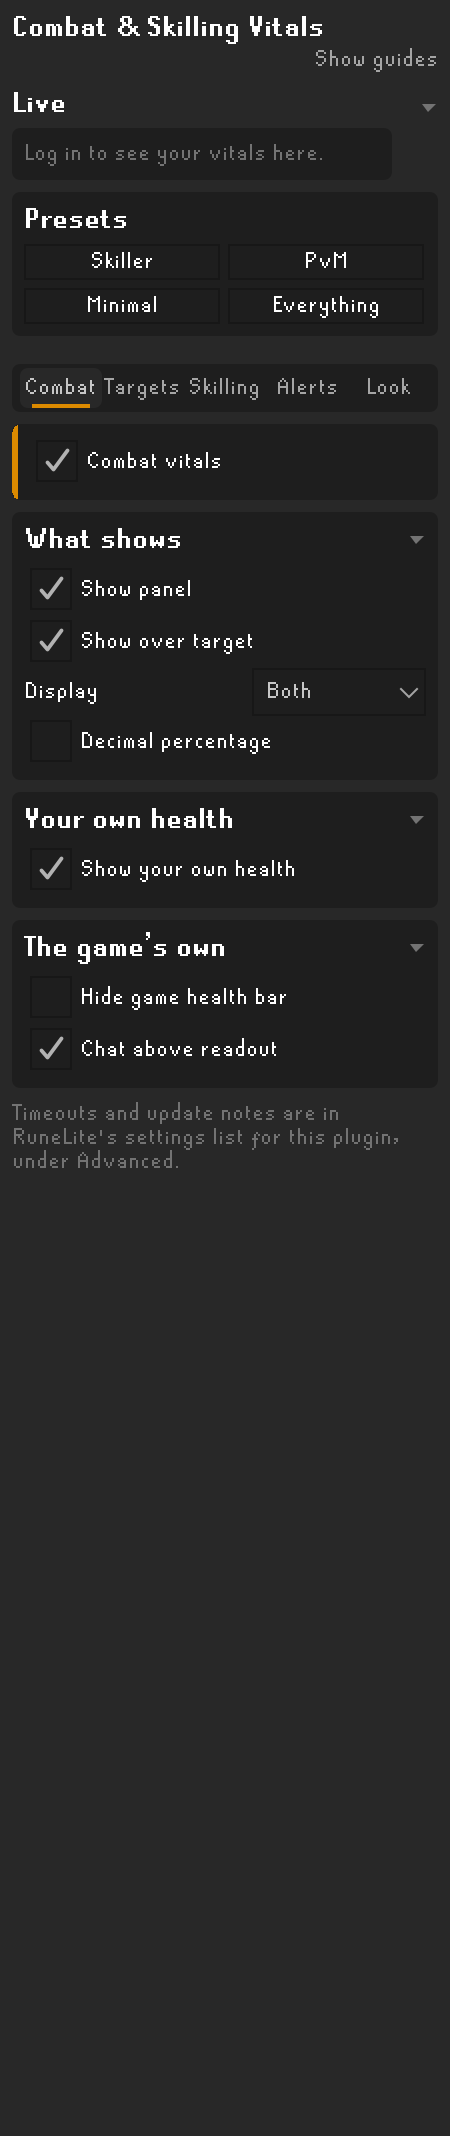 Combat & Skilling Vitals
Show guides
Live
Log in to see your vitals here.
Presets
Skiller
PvM
Minimal
Everything
Combat Targets Skilling Alerts Look
Combat vitals
What shows
Show panel
Show over target
Display Both
Decimal percentage
Your own health
Show your own health
The game's own
Hide game health bar
Chat above readout
Timeouts and update notes are in
RuneLite's settings list for this plugin,
under Advanced.